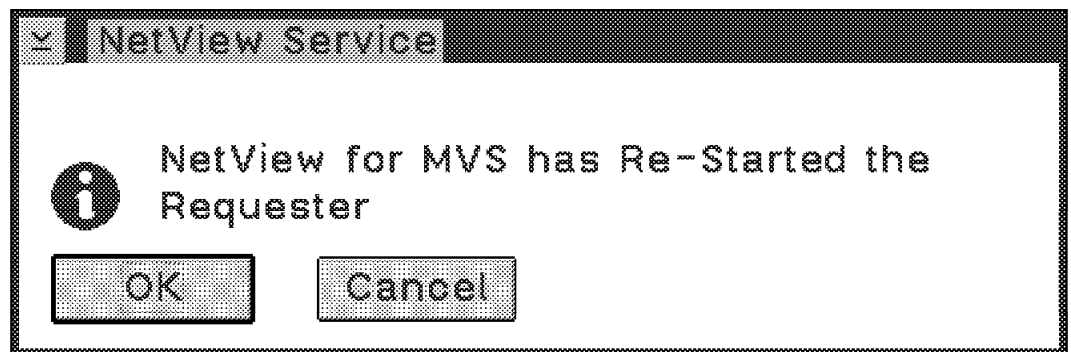 NetView Service
NetView for MVS has Re-Started the
Requester
OK Cancel